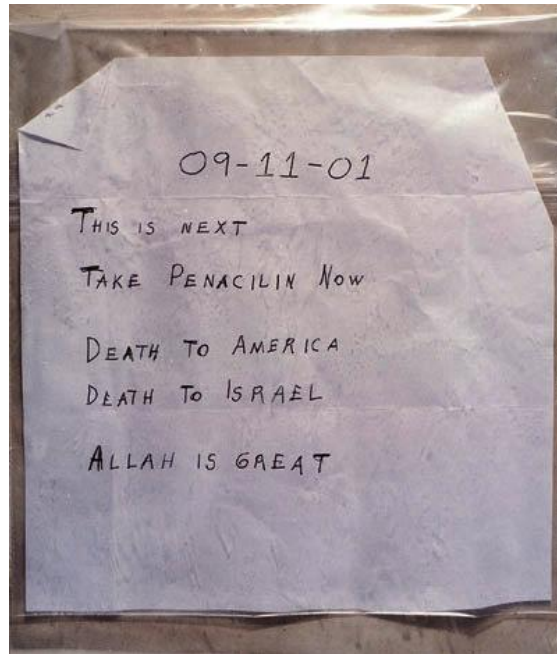 09-11-01
THIS IS NEXT
TAKE PENACILIN NOW
DEATH TO AMERICA
DEATH TO ISRAEL
ALLAH IS GREAT